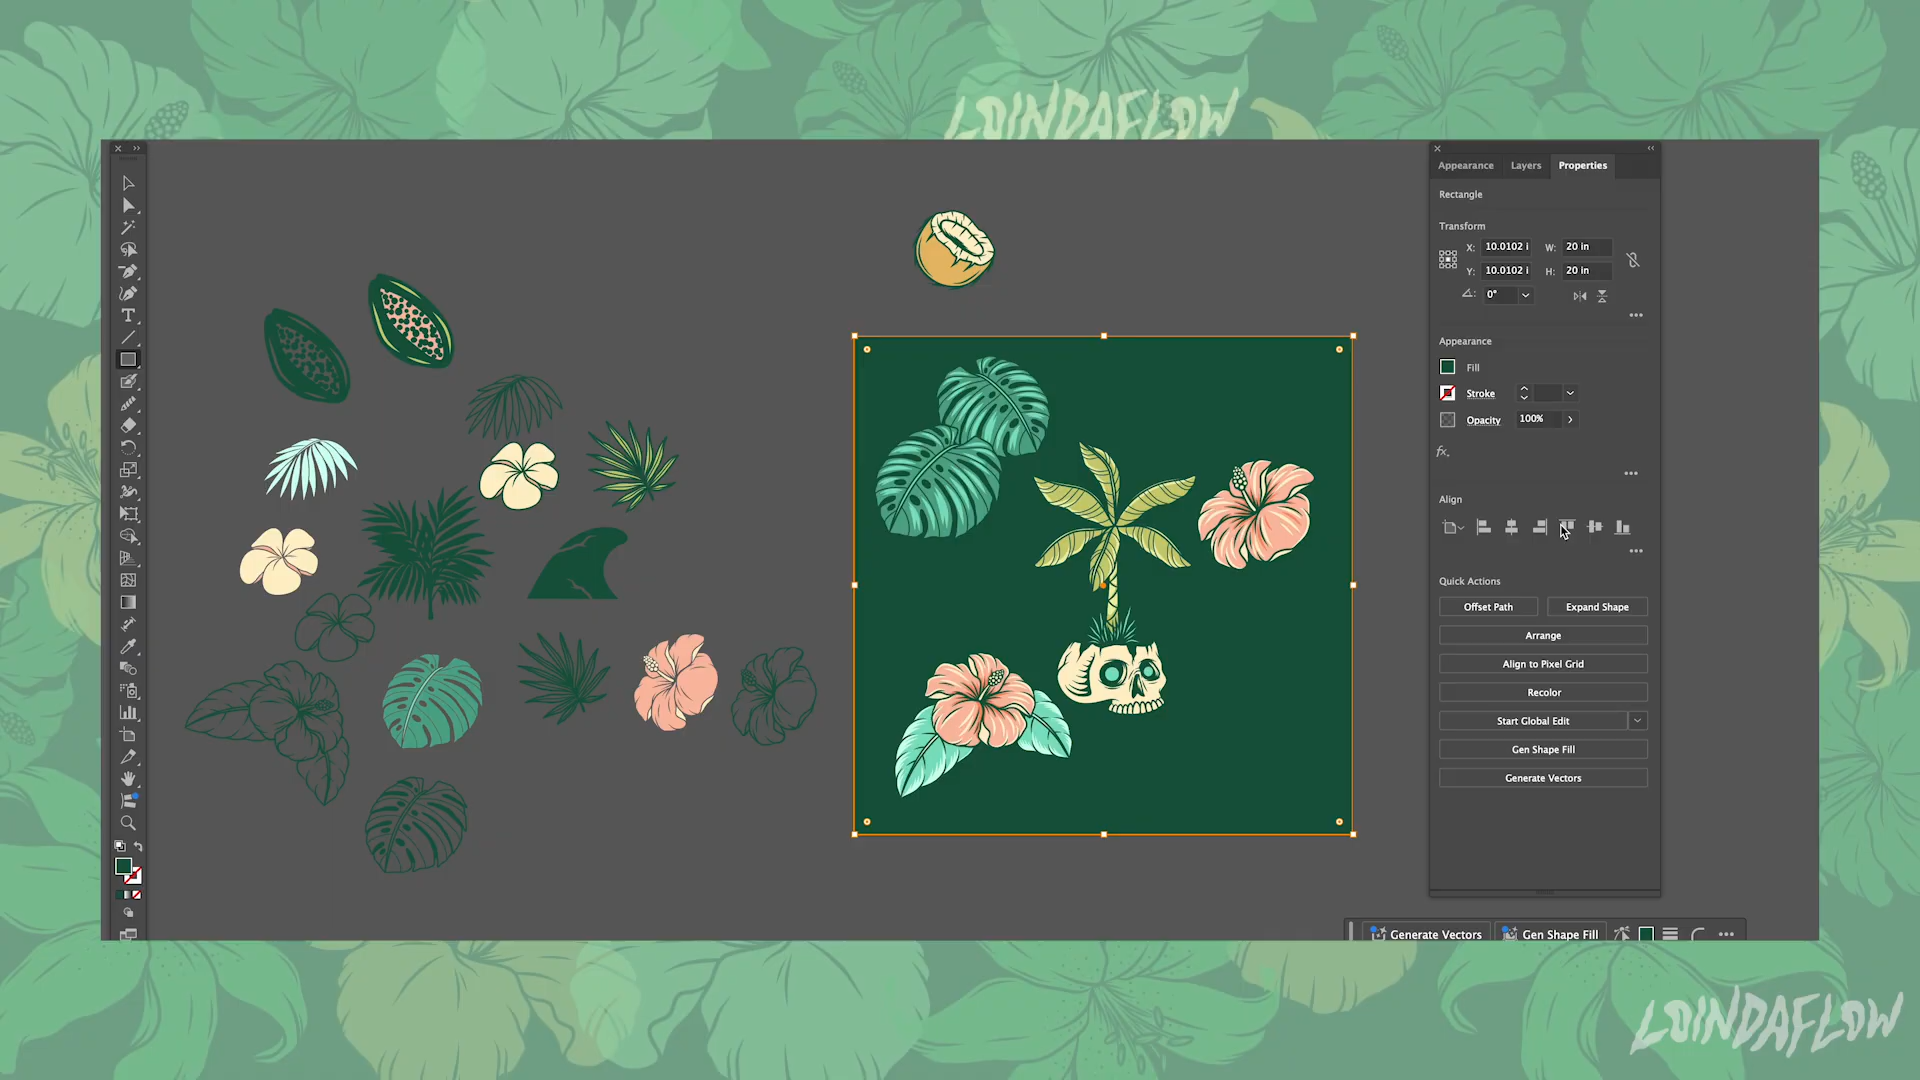 LOINDAFLOW
Appearance Layers Properties
Rectangle
Transform
X: 10.0102 i W: 20 in
Y: 10.0102 i H: 20 in
0°
Appearance
Fill
Stroke
Opacity 100%
fx.
Align
Quick Actions
Offset Path Expand Shape
Arrange
Align to Pixel Grid
Recolor
Start Global Edit
Gen Shape Fill
Generate Vectors
Generate Vectors Gen Shape Fill
LOINDAFLOW